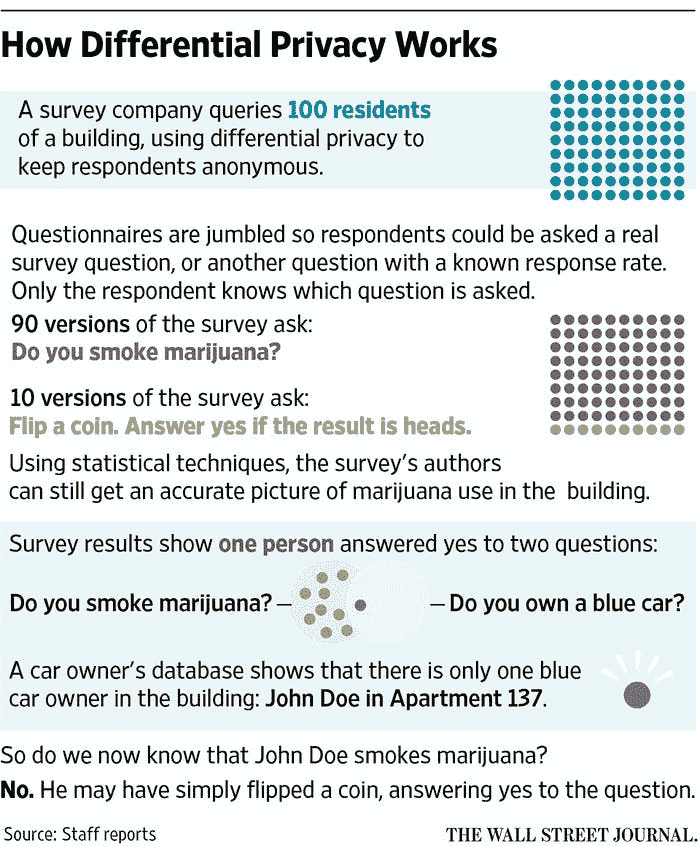 How Differential Privacy Works
A survey company queries 100 residents
of a building, using differential privacy to
keep respondents anonymous.
Questionnaires are jumbled so respondents could be asked a real
survey question, or another question with a known response rate.
Only the respondent knows which question is asked.
90 versions of the survey ask:
Do you smoke marijuana?
10 versions of the survey ask:
Flip a coin. Answer yes if the result is heads.
Using statistical techniques, the survey's authors
can still get an accurate picture of marijuana use in the building.
Survey results show one person answered yes to two questions:
Do you smoke marijuana? — — Do you own a blue car?
A car owner's database shows that there is only one blue
car owner in the building: John Doe in Apartment 137.
So do we now know that John Doe smokes marijuana?
No. He may have simply flipped a coin, answering yes to the question.
Source: Staff reports
THE WALL STREET JOURNAL.